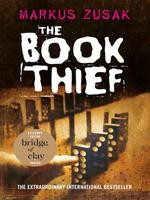 MARKUS ZUSAK
THE
BOOK
THIEF
bridge of
clay
THE EXTRAORDINARY INTERNATIONAL BESTSELLER